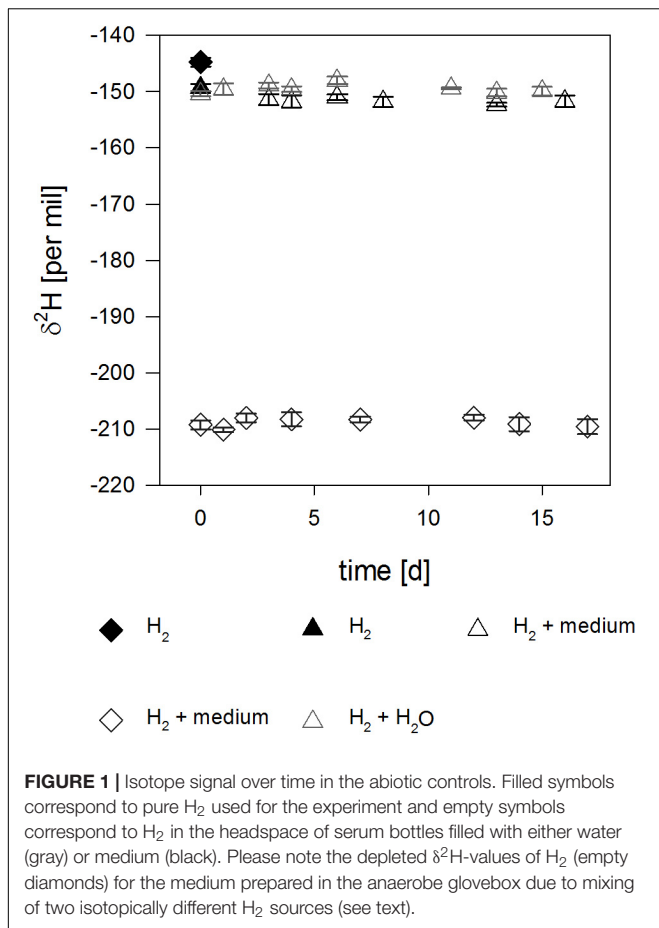 -140
-150
-160
-170
-180
-190
-200
-210
-220
δ²H [per mil]
0 5 10 15
time [d]
H₂ H₂ H₂ + medium
H₂ + medium H₂ + H₂O
FIGURE 1 | Isotope signal over time in the abiotic controls. Filled symbols
correspond to pure H₂ used for the experiment and empty symbols
correspond to H₂ in the headspace of serum bottles filled with either water
(gray) or medium (black). Please note the depleted δ²H-values of H₂ (empty
diamonds) for the medium prepared in the anaerobe glovebox due to mixing
of two isotopically different H₂ sources (see text).